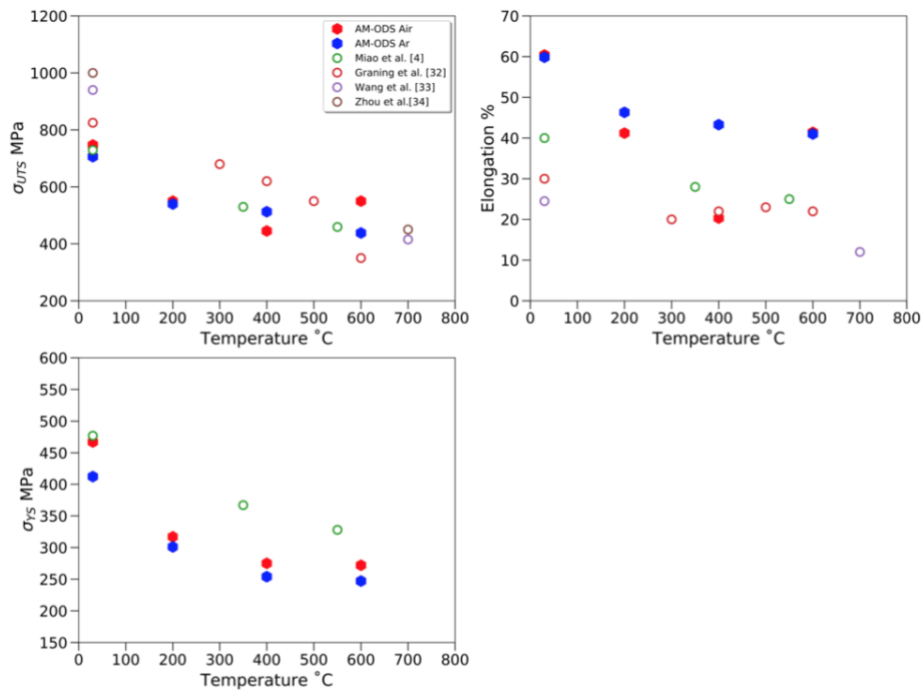 1200
1000
800
600
400
200
σUTS MPa
AM-ODS Air
AM-ODS Ar
Miao et al. [4]
Graning et al. [32]
Wang et al. [33]
Zhou et al.[34]
0 100 200 300 400 500 600 700 800
Temperature ˚C
70
60
50
40
30
20
10
0
Elongation %
0 100 200 300 400 500 600 700 800
Temperature ˚C
600
550
500
450
400
350
300
250
200
150
σYS MPa
0 100 200 300 400 500 600 700 800
Temperature ˚C